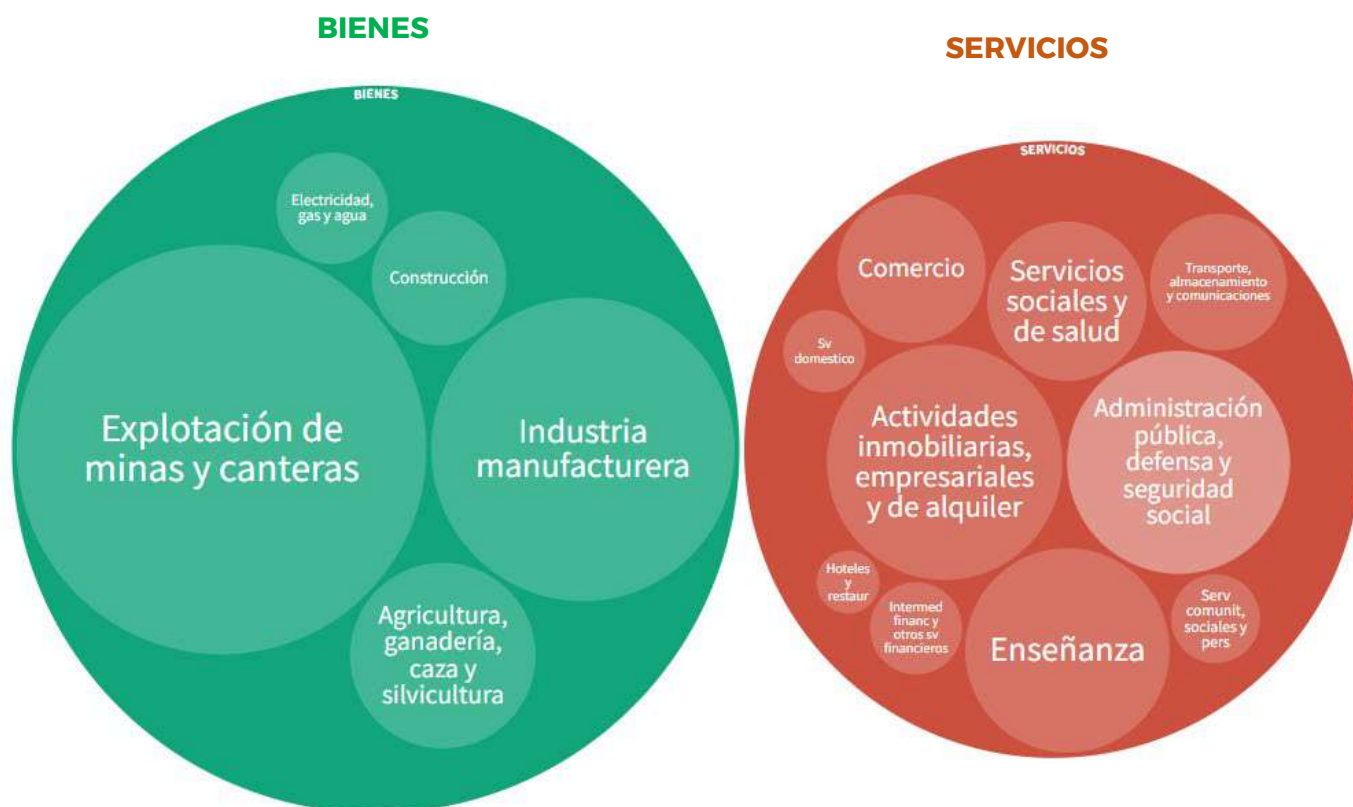 BIENES
SERVICIOS
BIENES
Electricidad,
gas y agua
Construcción
Explotación de
minas y canteras
Industria
manufacturera
Agricultura,
ganadería,
caza y
silvicultura
SERVICIOS
Comercio
Servicios
sociales y
de salud
Transporte,
almacenamiento
y comunicaciones
Sv
domestico
Actividades
inmobiliarias,
empresariales
y de alquiler
Administración
pública,
defensa y
seguridad
social
Hoteles
y
restaur
Intermed
financ y
otros sv
financieros
Enseñanza
Serv
comunit,
sociales y
pers